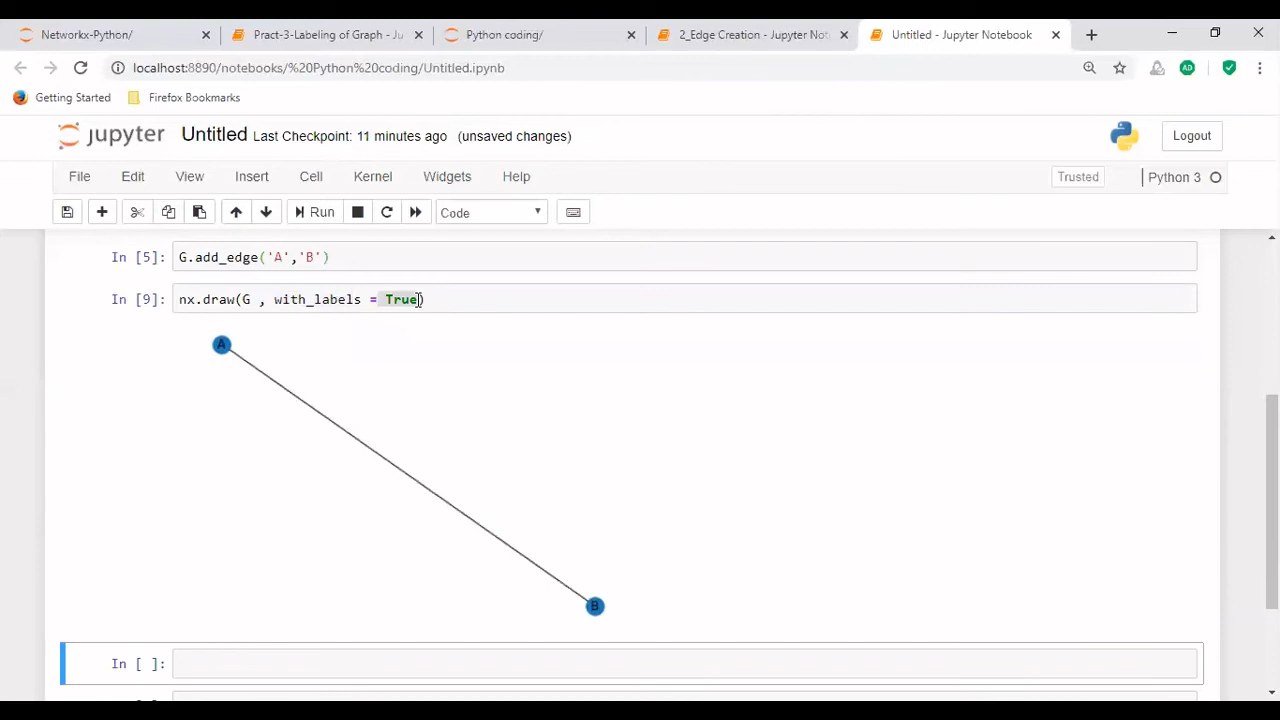 Networkx-Python/
Pract-3-Labeling of Graph - Ju
Python coding/
2_Edge Creation - Jupyter Not
Untitled - Jupyter Notebook
localhost:8890/notebooks/%20Python%20coding/Untitled.ipynb
AD
Getting Started
Firefox Bookmarks
jupyter
Untitled Last Checkpoint: 11 minutes ago (unsaved changes)
Logout
File Edit View Insert Cell Kernel Widgets Help
Trusted
Python 3
Run
Code
In [5]: G.add_edge('A','B')
In [9]: nx.draw(G , with_labels = True)
A
B
In [ ]: